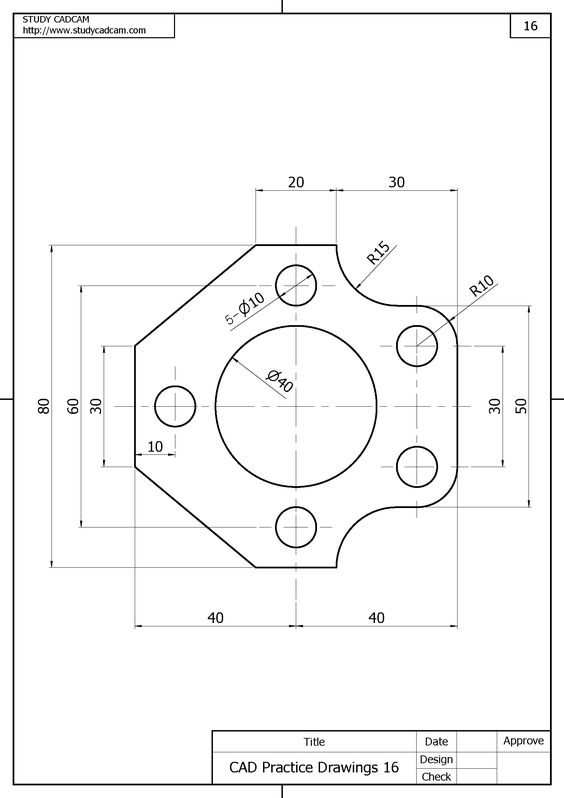 STUDY CADCAM
http://www.studycadcam.com
16
20
30
R15
R10
5-Ø10
Ø40
80
60
30
10
30
50
40
40
Title
Date
Approve
CAD Practice Drawings 16
Design
Check